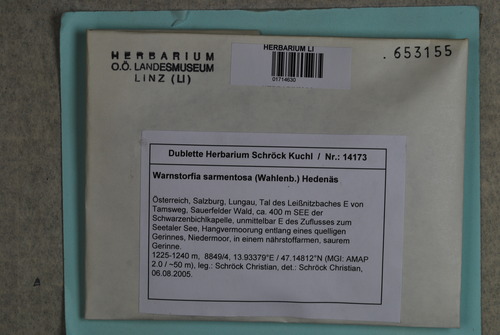 HERBARIUM
O.Ö. LANDESMUSEUM
LINZ (LI)
HERBARIUM LI
01714630
. 653155
Dublette Herbarium Schröck Kuchl / Nr.: 14173
Warnstorfia sarmentosa (Wahlenb.) Hedenäs
Österreich, Salzburg, Lungau, Tal des Leißnitzbaches E von
Tamsweg, Sauerfelder Wald, ca. 400 m SEE der
Schwarzenbichlkapelle, unmittelbar E des Zuflusses zum
Seetaler See, Hangvermoorung entlang eines quelligen
Gerinnes, Niedermoor, in einem nährstoffarmen, saurem
Gerinne.
1225-1240 m, 8849/4, 13.93379°E / 47.14812°N (MGI: AMAP
2.0 / ~50 m), leg.: Schröck Christian, det.: Schröck Christian,
06.08.2005.